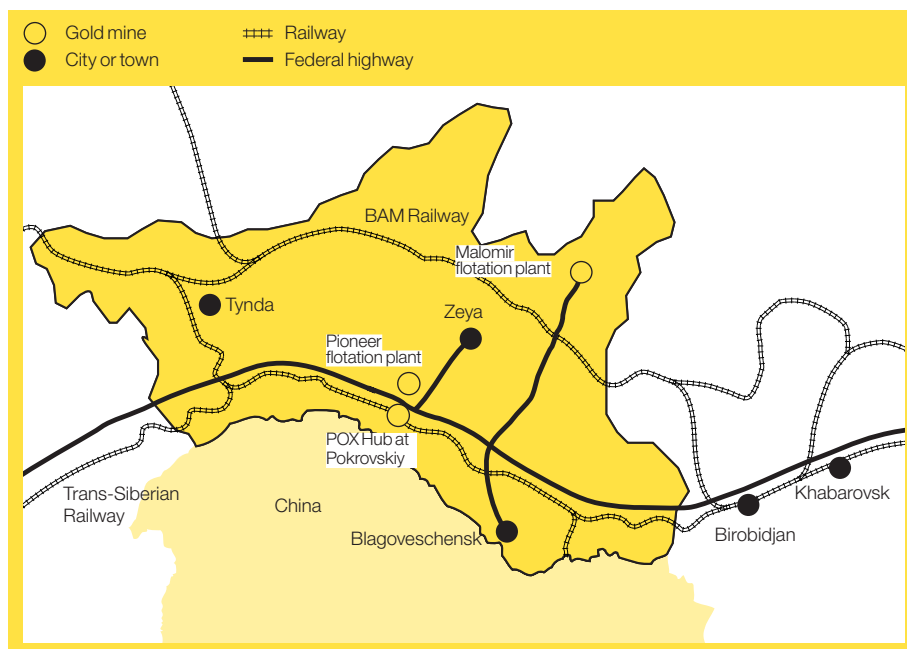 Gold mine
Railway
City or town
Federal highway
BAM Railway
Malomir
flotation plant
Tynda
Zeya
Pioneer
flotation plant
POX Hub at
Pokrovskiy
Trans-Siberian
Railway
China
Blagoveschensk
Khabarovsk
Birobidjan